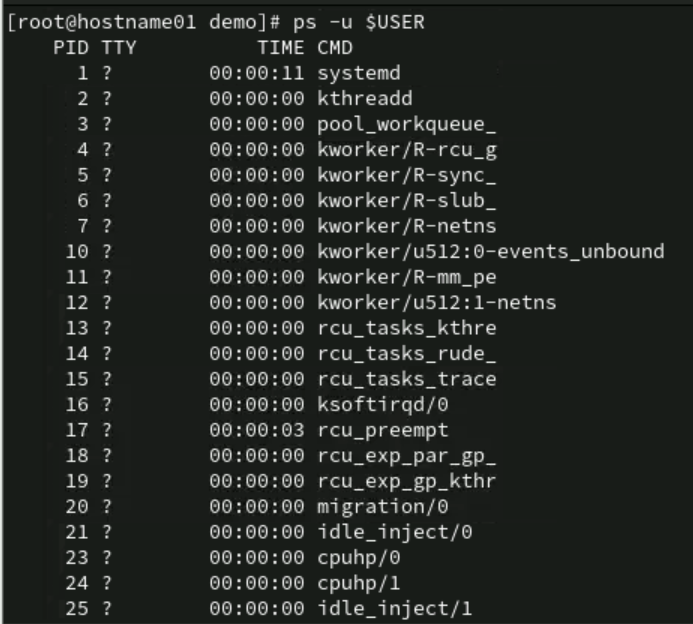 [root@hostname01 demo]# ps -u $USER
PID TTY TIME CMD
1 ? 00:00:11 systemd
2 ? 00:00:00 kthreadd
3 ? 00:00:00 pool_workqueue_
4 ? 00:00:00 kworker/R-rcu_g
5 ? 00:00:00 kworker/R-sync_
6 ? 00:00:00 kworker/R-slub_
7 ? 00:00:00 kworker/R-netns
10 ? 00:00:00 kworker/u512:0-events_unbound
11 ? 00:00:00 kworker/R-mm_pe
12 ? 00:00:00 kworker/u512:1-netns
13 ? 00:00:00 rcu_tasks_kthre
14 ? 00:00:00 rcu_tasks_rude_
15 ? 00:00:00 rcu_tasks_trace
16 ? 00:00:00 ksoftirqd/0
17 ? 00:00:03 rcu_preempt
18 ? 00:00:00 rcu_exp_par_gp_
19 ? 00:00:00 rcu_exp_gp_kthr
20 ? 00:00:00 migration/0
21 ? 00:00:00 idle_inject/0
23 ? 00:00:00 cpuhp/0
24 ? 00:00:00 cpuhp/1
25 ? 00:00:00 idle_inject/1